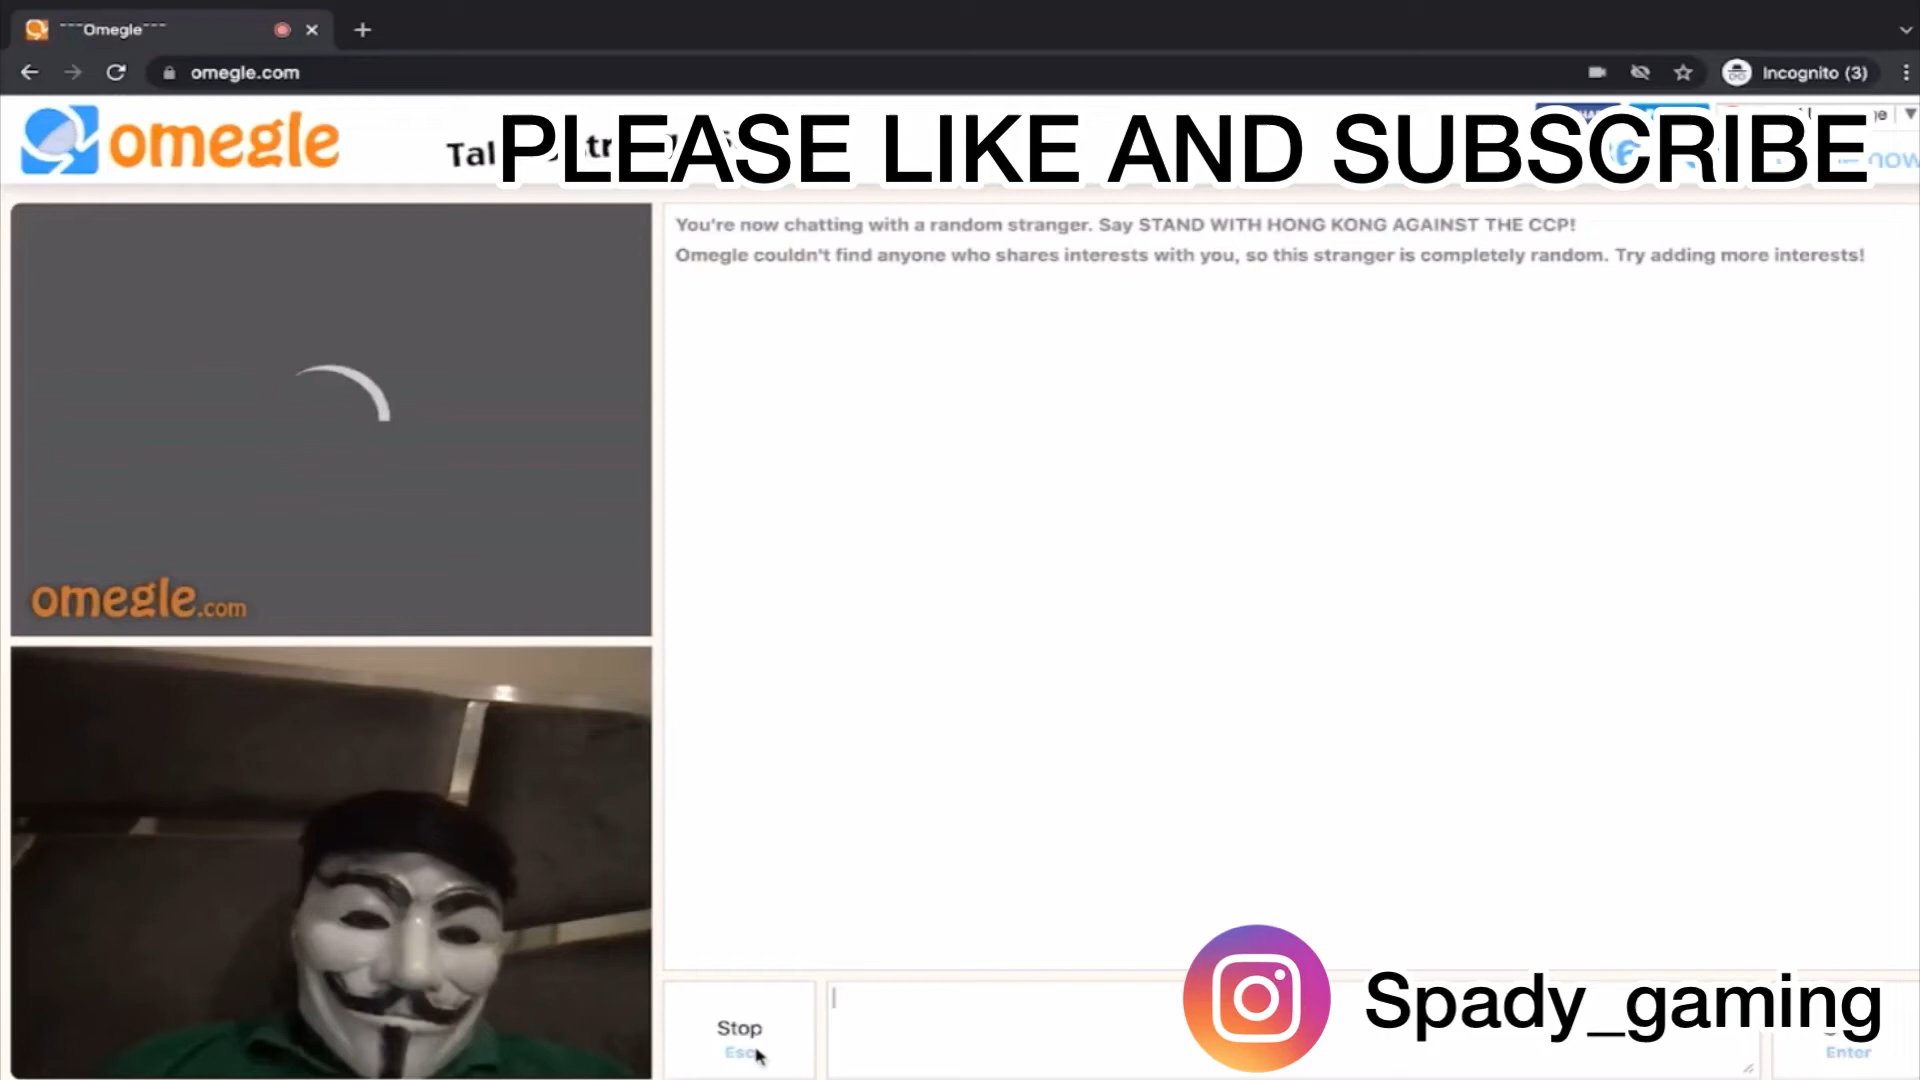 Omegle
omegle.com
Incognito (3)
omegle
PLEASE LIKE AND SUBSCRIBE
now
You're now chatting with a random stranger. Say STAND WITH HONG KONG AGAINST THE CCP!
Omegle couldn't find anyone who shares interests with you, so this stranger is completely random. Try adding more interests!
omegle.com
Stop
Esc
Spady_gaming
Enter